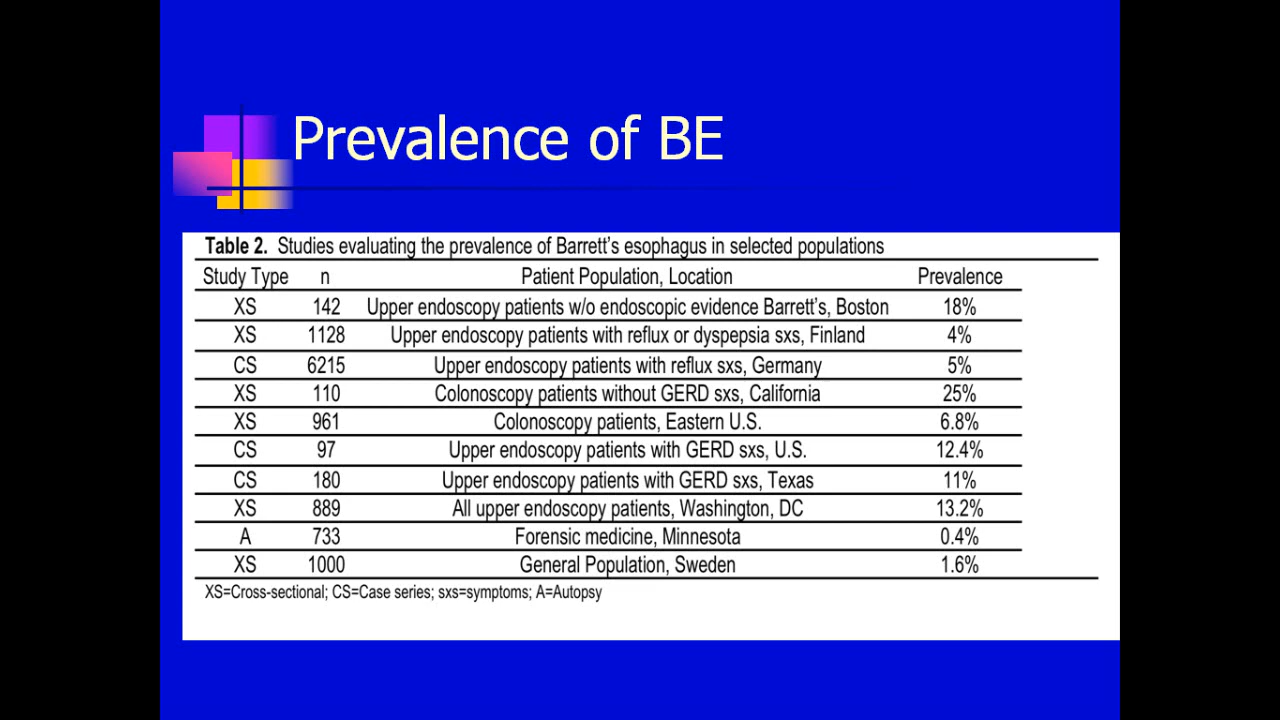 Prevalence of BE
Table 2. Studies evaluating the prevalence of Barrett's esophagus in selected populations
Study Type n Patient Population, Location Prevalence
XS 142 Upper endoscopy patients w/o endoscopic evidence Barrett's, Boston 18%
XS 1128 Upper endoscopy patients with reflux or dyspepsia sxs, Finland 4%
CS 6215 Upper endoscopy patients with reflux sxs, Germany 5%
XS 110 Colonoscopy patients without GERD sxs, California 25%
XS 961 Colonoscopy patients, Eastern U.S. 6.8%
CS 97 Upper endoscopy patients with GERD sxs, U.S. 12.4%
CS 180 Upper endoscopy patients with GERD sxs, Texas 11%
XS 889 All upper endoscopy patients, Washington, DC 13.2%
A 733 Forensic medicine, Minnesota 0.4%
XS 1000 General Population, Sweden 1.6%
XS=Cross-sectional; CS=Case series; sxs=symptoms; A=Autopsy